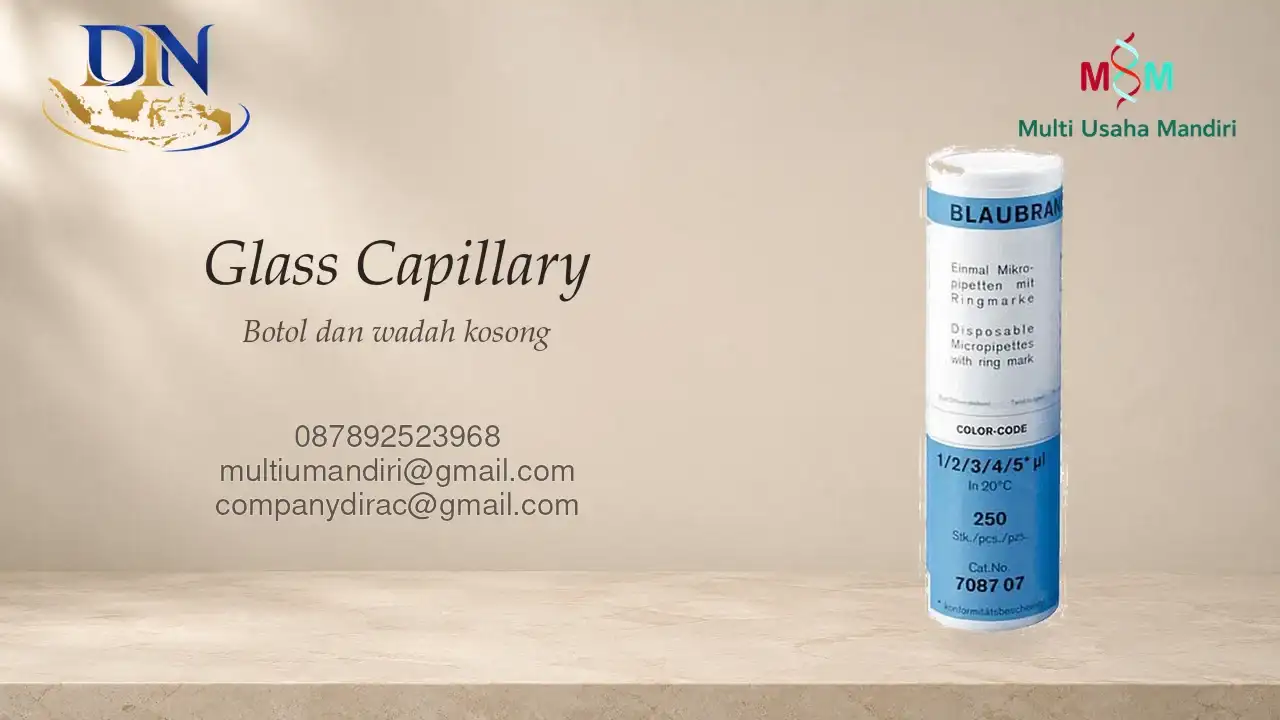 DN
M M
Multi Usaha Mandiri
Glass Capillary
Botol dan wadah kosong
087892523968
multiumandiri@gmail.com
companydirac@gmail.com
BLAUBRAN
Einmal Mikro-
pipetten mit
Ringmarke
Disposable
Micropipettes
with ring mark
COLOR-CODE
1/2/3/4/5* µl
In 20°C
250
Stk./pcs./pzs.
Cat.No.
7087 07